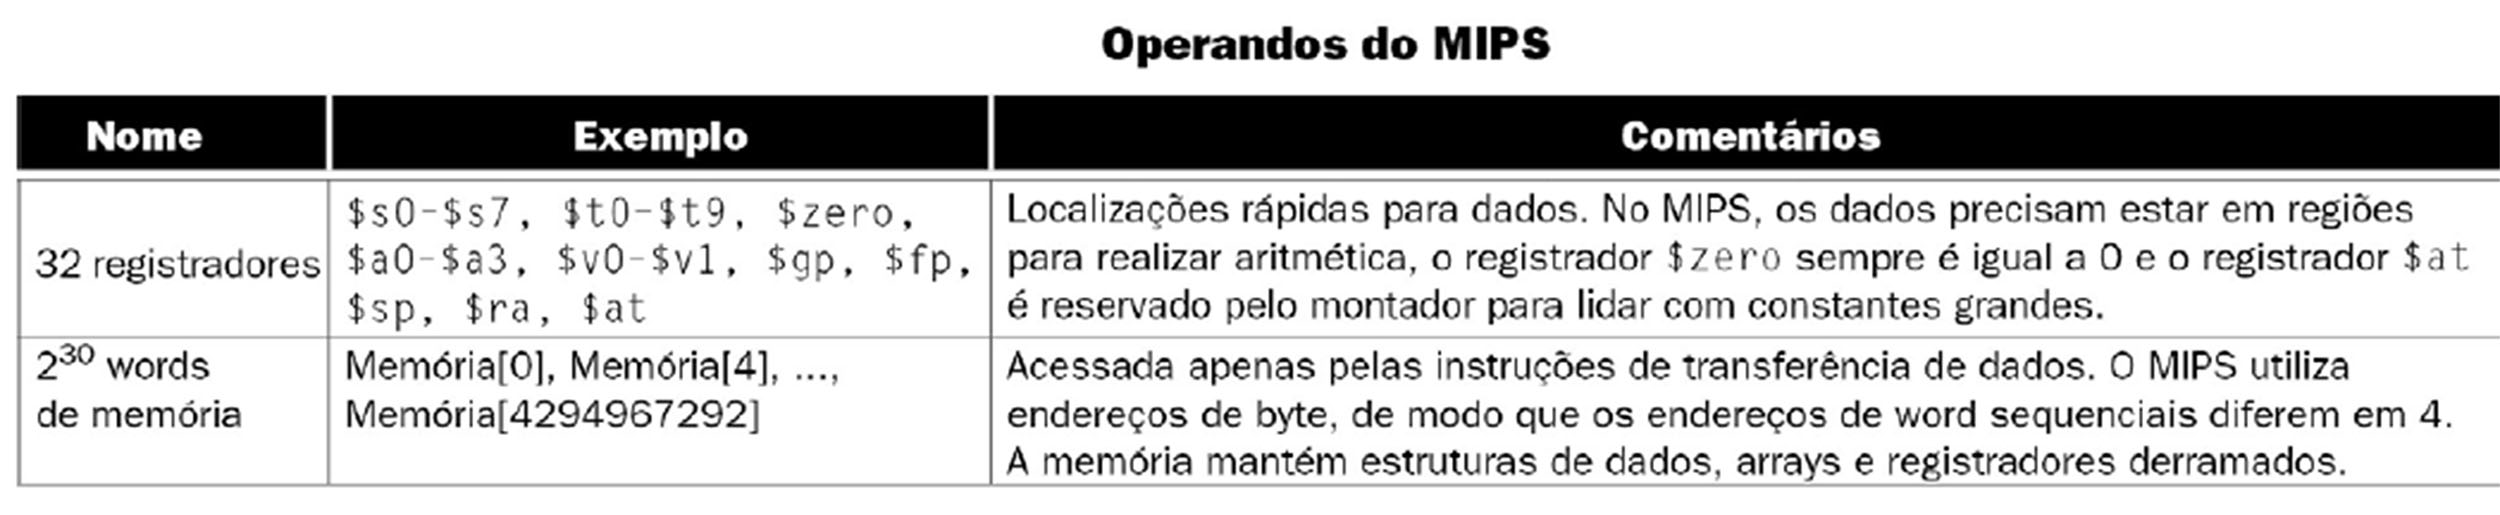 Operandos do MIPS
Nome Exemplo Comentários
32 registradores
$s0-$s7, $t0-$t9, $zero,
$a0-$a3, $v0-$v1, $gp, $fp,
$sp, $ra, $at
Localizações rápidas para dados. No MIPS, os dados precisam estar em regiões
para realizar aritmética, o registrador $zero sempre é igual a 0 e o registrador $at
é reservado pelo montador para lidar com constantes grandes.
2³⁰ words
de memória
Memória[0], Memória[4], ...,
Memória[4294967292]
Acessada apenas pelas instruções de transferência de dados. O MIPS utiliza
endereços de byte, de modo que os endereços de word sequenciais diferem em 4.
A memória mantém estruturas de dados, arrays e registradores derramados.